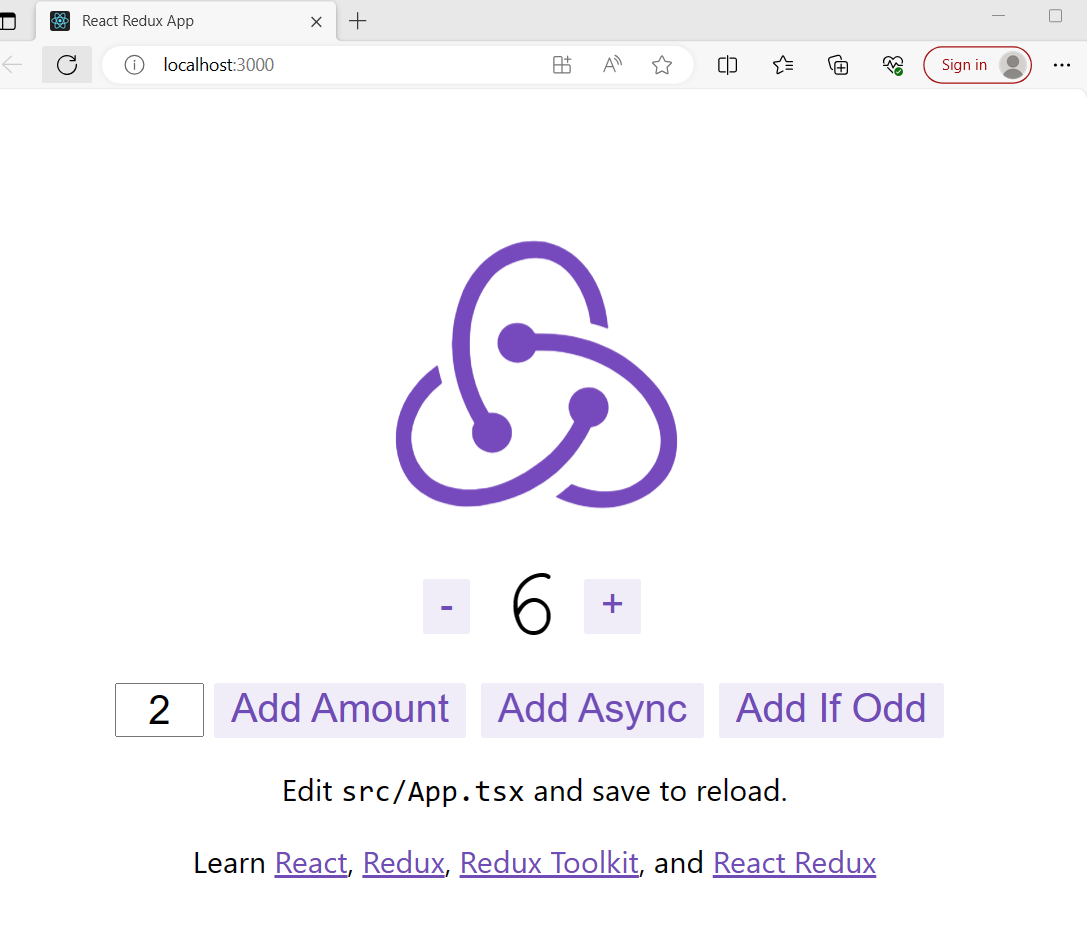 React Redux App
localhost:3000
Sign in
- 6 +
2 Add Amount Add Async Add If Odd
Edit src/App.tsx and save to reload.
Learn React, Redux, Redux Toolkit, and React Redux